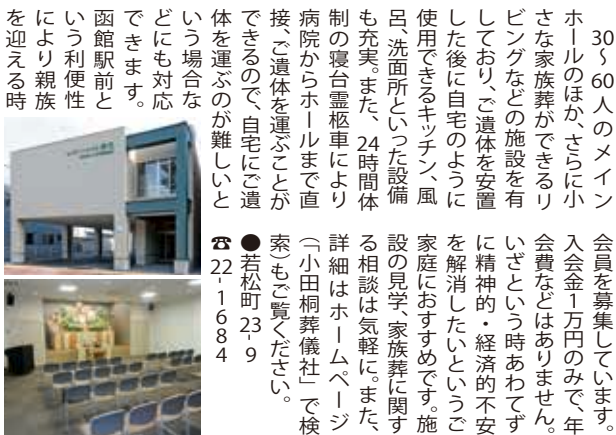 30〜60人のメイン
ホールのほか、さらに小
さな家族葬ができるリ
ビングなどの施設を有
しており、ご遺体を安置
した後に自宅のように
使用できるキッチン、風
呂、洗面所といった設備
も充実。また、24時間体
制の寝台霊柩車により
病院からホールまで直
接、ご遺体を運ぶことが
できるので、自宅にご遺
体を運ぶのが難しいと
いう場合な
どにも対応
できます。
函館駅前と
いう利便性
により親族
を迎える時
会員を募集しています。
入会金1万円のみで、年
会費などはありません。
いざという時あわてず
に精神的・経済的不安
を解消したいというご
家庭におすすめです。施
設の見学、家族葬に関す
る相談は気軽に。また、
詳細はホームページ
(「小田桐葬儀社」で検
索)もご覧ください。
●若松町23-9
☎22-1684